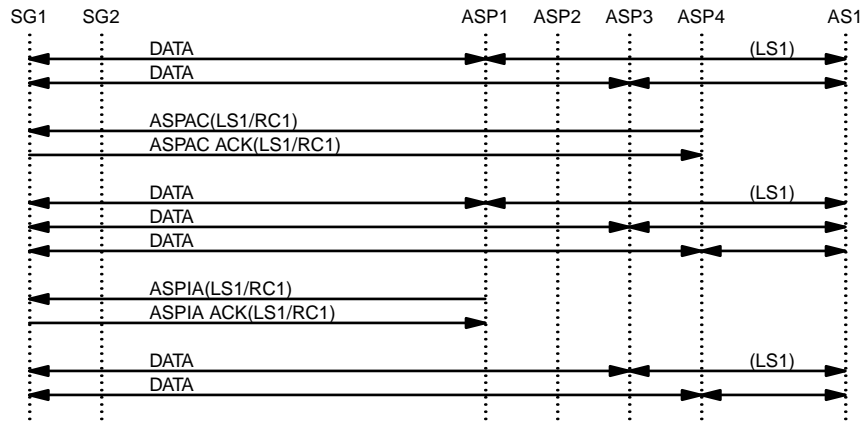 SG1 SG2 ASP1 ASP2 ASP3 ASP4 AS1
DATA (LS1)
DATA
ASPAC(LS1/RC1)
ASPAC ACK(LS1/RC1)
DATA (LS1)
DATA
DATA
ASPIA(LS1/RC1)
ASPIA ACK(LS1/RC1)
DATA (LS1)
DATA